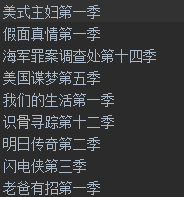 美式主妇第一季
假面真情第一季
海军罪案调查处第十四季
美国谍梦第五季
我们的生活第一季
识骨寻踪第十二季
明日传奇第二季
闪电侠第三季
老爸有招第一季